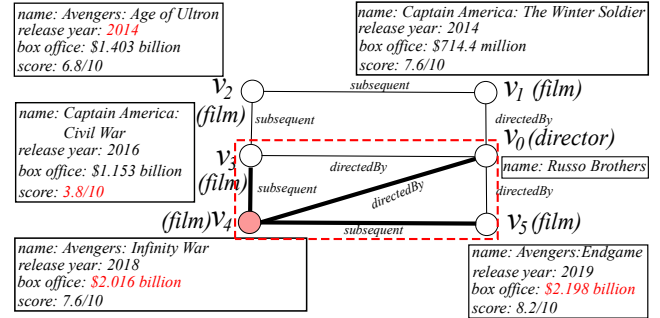 name: Avengers: Age of Ultron
release year: 2014
box office: $1.403 billion
score: 6.8/10
name: Captain America: The Winter Soldier
release year: 2014
box office: $714.4 million
score: 7.6/10
v2
(film)
subsequent
v1 (film)
subsequent
directedBy
name: Captain America:
Civil War
release year: 2016
box office: $1.153 billion
score: 3.8/10
v0 (director)
v3
(film)
directedBy
name: Russo Brothers
subsequent
directedBy
directedBy
(film)v4
subsequent
v5 (film)
name: Avengers: Infinity War
release year: 2018
box office: $2.016 billion
score: 7.6/10
name: Avengers:Endgame
release year: 2019
box office: $2.198 billion
score: 8.2/10